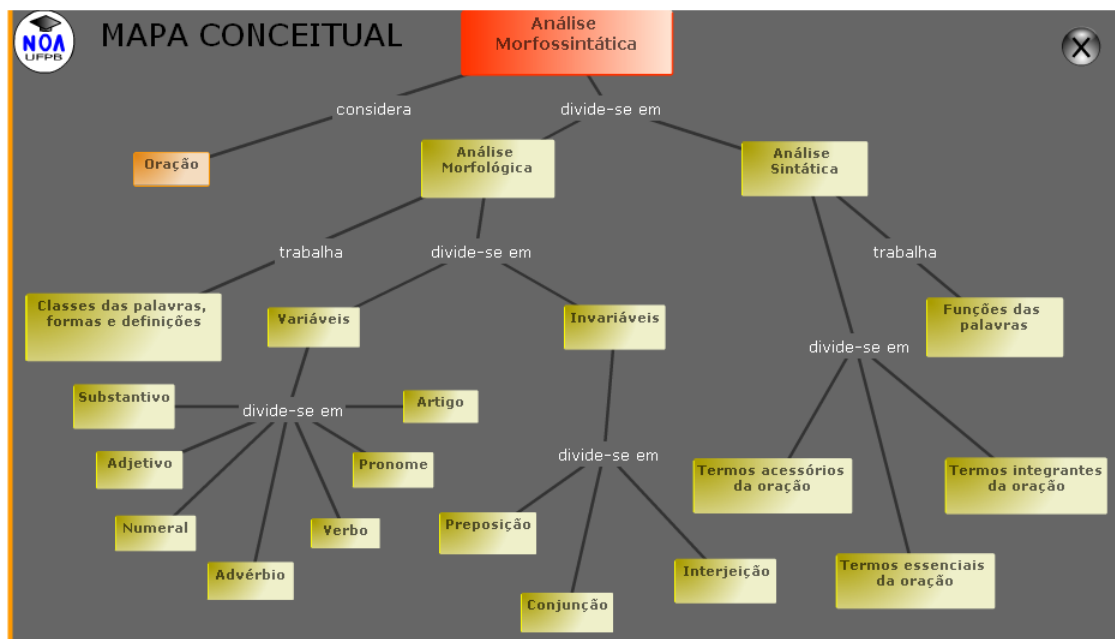 NOA
UFPB
MAPA CONCEITUAL
Análise
Morfossintática
X
considera
divide-se em
Oração
Análise
Morfológica
Análise
Sintática
trabalha
divide-se em
trabalha
Classes das palavras,
formas e definições
Variáveis
Invariáveis
Funções das
palavras
divide-se em
Substantivo
divide-se em
Artigo
Adjetivo
Pronome
divide-se em
Termos acessórios
da oração
Termos integrantes
da oração
Numeral
Verbo
Preposição
Advérbio
Interjeição
Termos essenciais
da oração
Conjunção